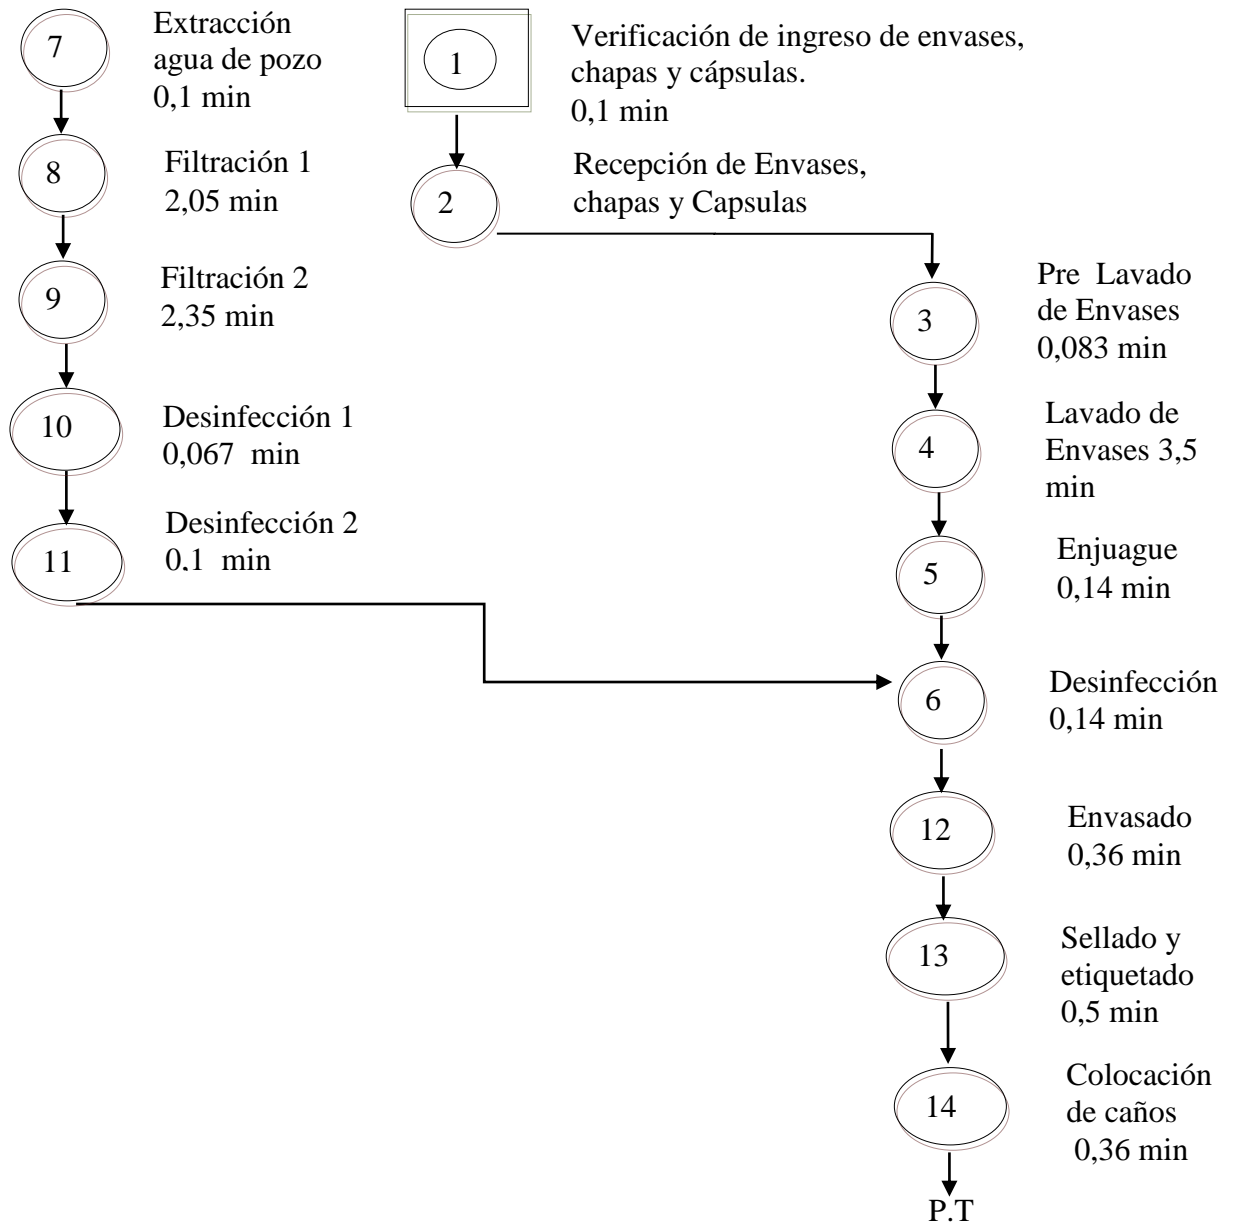 7
Extracción
agua de pozo
0,1 min
8
Filtración 1
2,05 min
9
Filtración 2
2,35 min
10
Desinfección 1
0,067 min
11
Desinfección 2
0,1 min
1
Verificación de ingreso de envases,
chapas y cápsulas.
0,1 min
2
Recepción de Envases,
chapas y Capsulas
3
Pre Lavado
de Envases
0,083 min
4
Lavado de
Envases 3,5
min
5
Enjuague
0,14 min
6
Desinfección
0,14 min
12
Envasado
0,36 min
13
Sellado y
etiquetado
0,5 min
14
Colocación
de caños
0,36 min
P.T